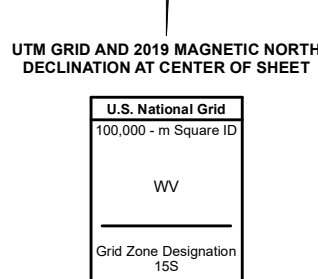 UTM GRID AND 2019 MAGNETIC NORTH
DECLINATION AT CENTER OF SHEET
U.S. National Grid
100,000 - m Square ID
WV
Grid Zone Designation
15S